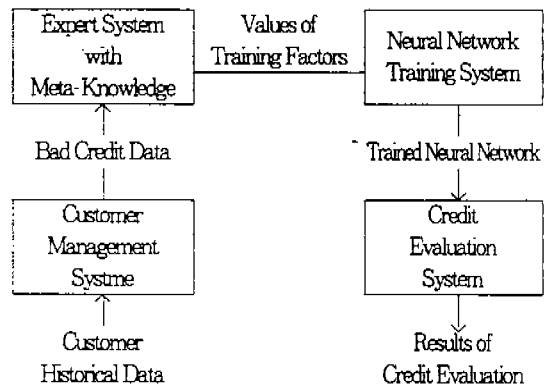 Expert System
with
Meta-Knowledge
Values of
Training Factors
Neural Network
Training System
Bad Credit Data
Trained Neural Network
Customer
Management
Systme
Credit
Evaluation
System
Customer
Historical Data
Results of
Credit Evaluation